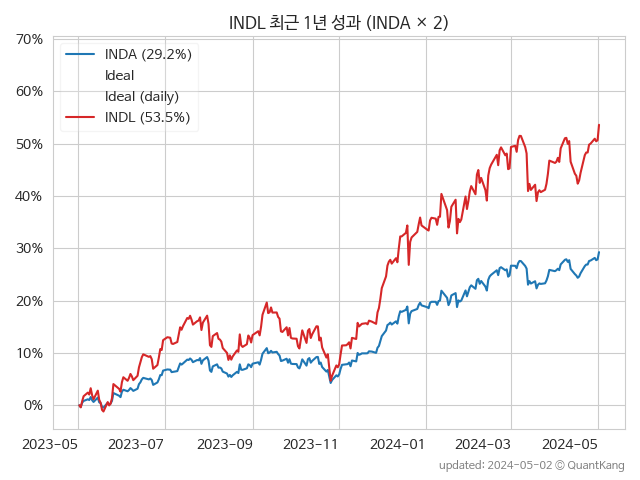 INDL 최근 1년 성과 (INDA × 2)
70%
60%
50%
40%
30%
20%
10%
0%
INDA (29.2%)
Ideal
Ideal (daily)
INDL (53.5%)
2023-05
2023-07
2023-09
2023-11
2024-01
2024-03
2024-05
updated: 2024-05-02 © QuantKang